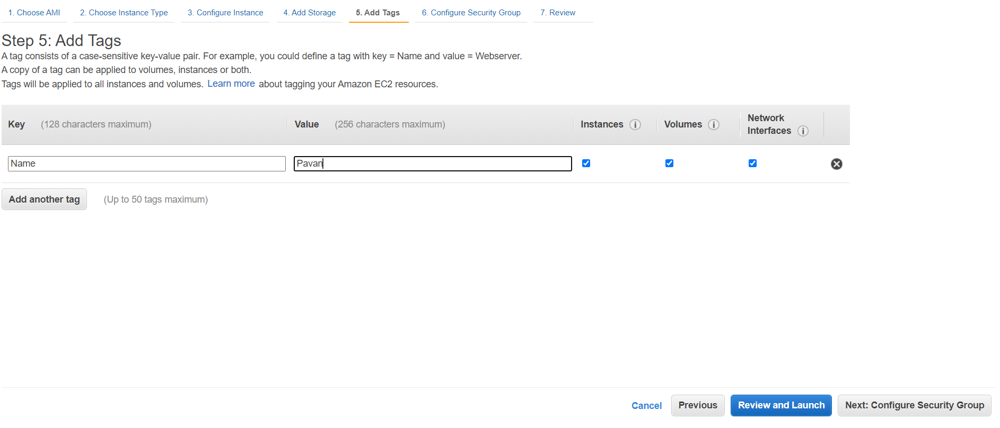 1. Choose AMI 2. Choose Instance Type 3. Configure Instance 4. Add Storage 5. Add Tags 6. Configure Security Group 7. Review
Step 5: Add Tags
A tag consists of a case-sensitive key-value pair. For example, you could define a tag with key = Name and value = Webserver.
A copy of a tag can be applied to volumes, instances or both.
Tags will be applied to all instances and volumes. Learn more about tagging your Amazon EC2 resources.
Key (128 characters maximum) Value (256 characters maximum) Instances i Volumes i Network Interfaces i
Name Pavan
Add another tag (Up to 50 tags maximum)
Cancel Previous Review and Launch Next: Configure Security Group